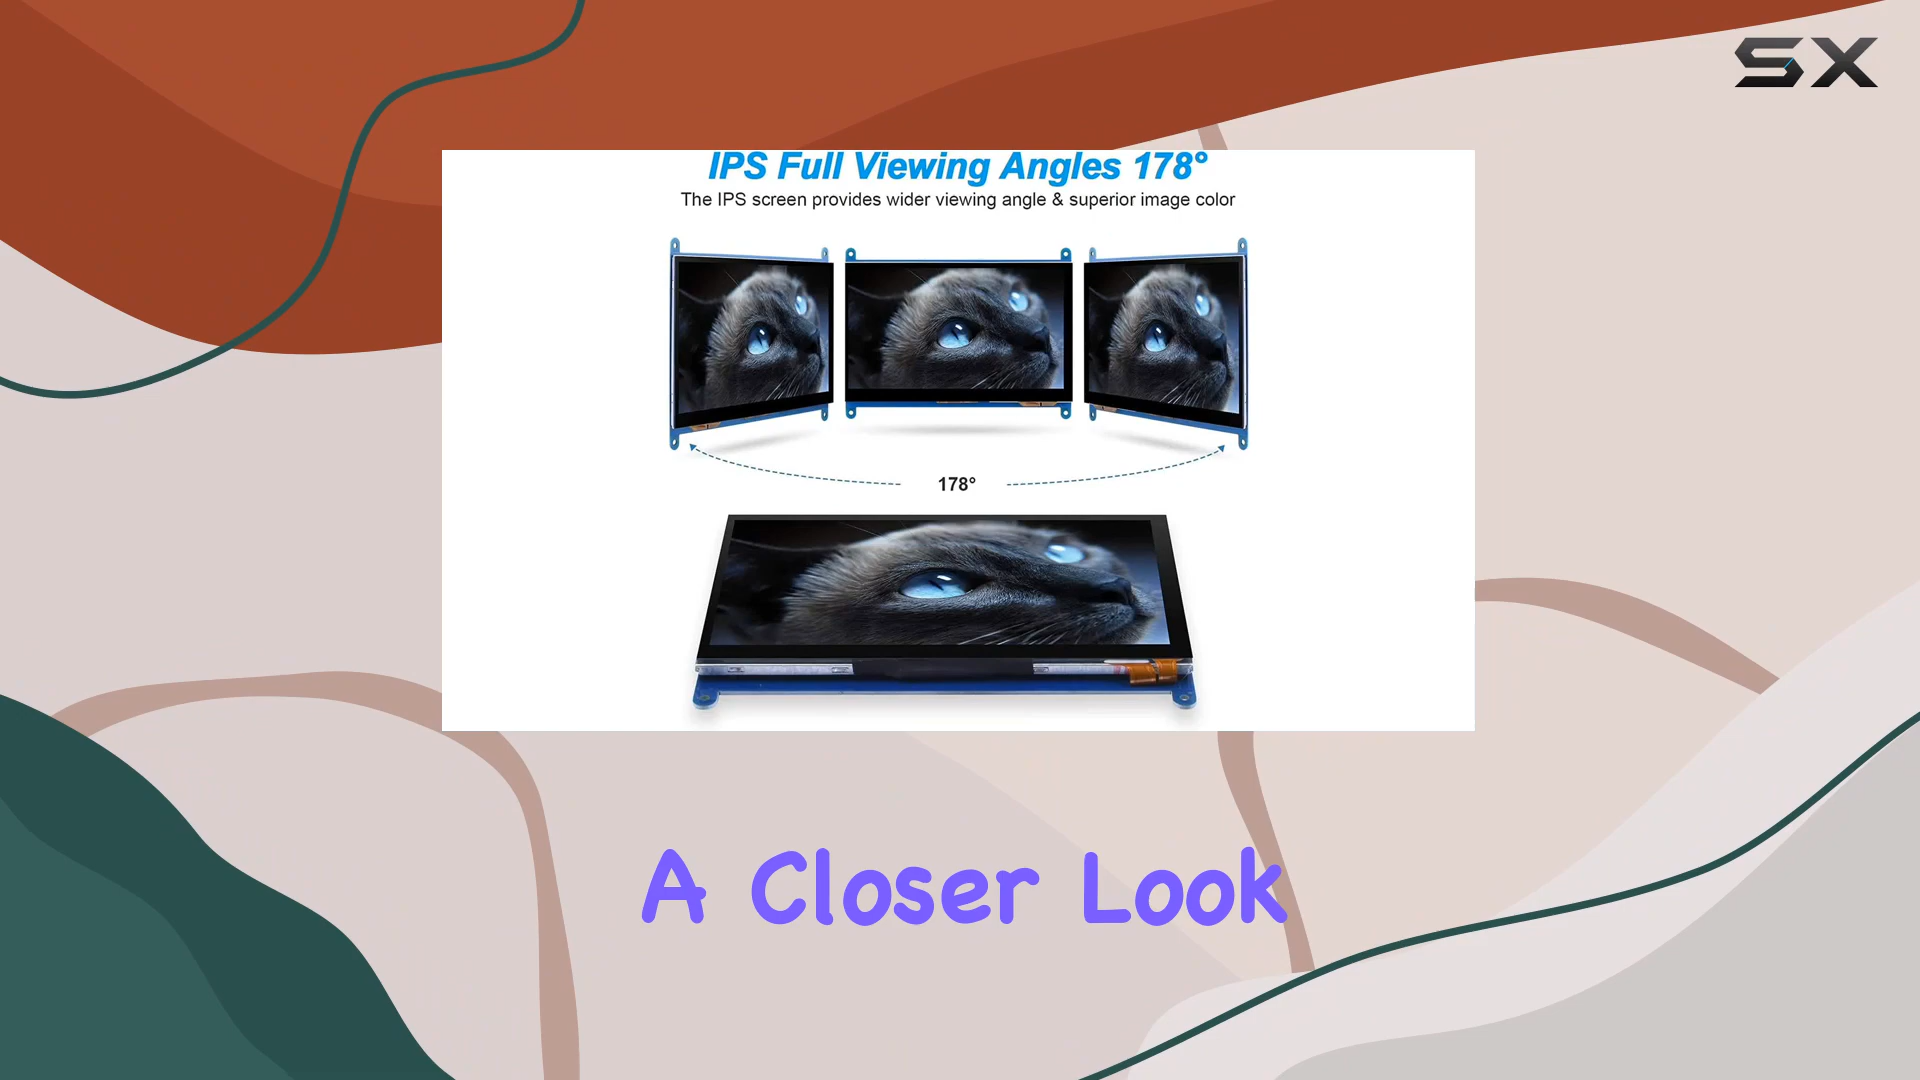 SX
IPS Full Viewing Angles 178°
The IPS screen provides wider viewing angle & superior image color
178°
A Closer Look